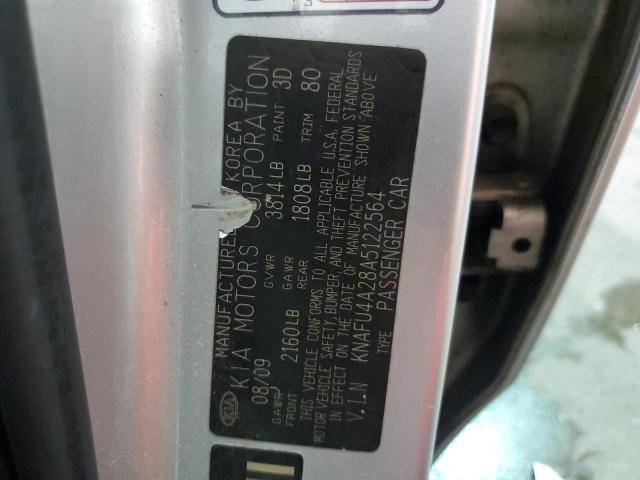 KIA
MANUFACTURED KOREA BY
KIA MOTORS CORPORATION
08/09 GVWR 3814LB PAINT 3D
GAWR FRONT 2160LB GAWR REAR 1808LB TRIM 80
THIS VEHICLE CONFORMS TO ALL APPLICABLE U.S.A. FEDERAL
MOTOR VEHICLE SAFETY, BUMPER, AND THEFT PREVENTION STANDARDS
IN EFFECT ON THE DATE OF MANUFACTURE SHOWN ABOVE
V.I.N KNAFU4A28A5122564
TYPE PASSENGER CAR